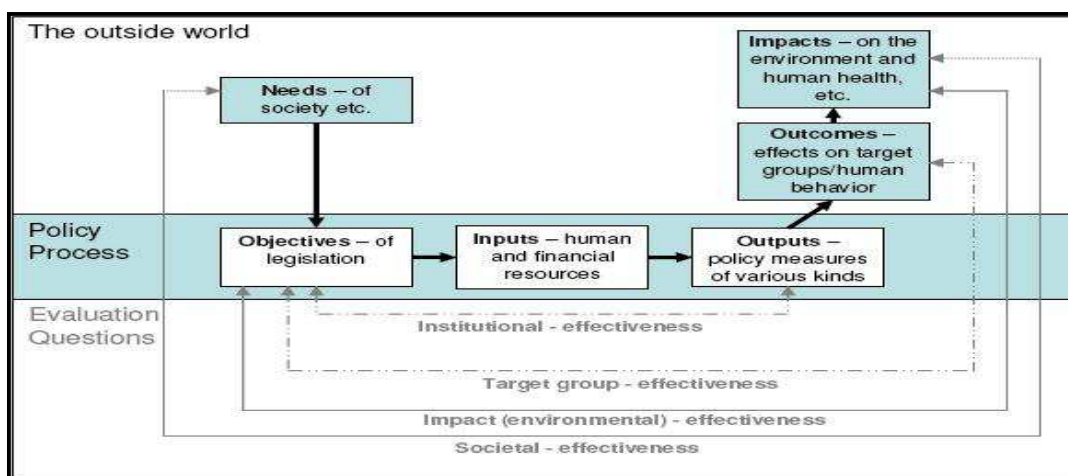 The outside world
Impacts – on the
environment and
human health,
etc.
Needs – of
society etc.
Outcomes –
effects on target
groups/human
behavior
Policy
Process
Objectives – of
legislation
Inputs – human
and financial
resources
Outputs –
policy measures
of various kinds
Evaluation
Questions
Institutional - effectiveness
Target group - effectiveness
Impact (environmental) - effectiveness
Societal - effectiveness